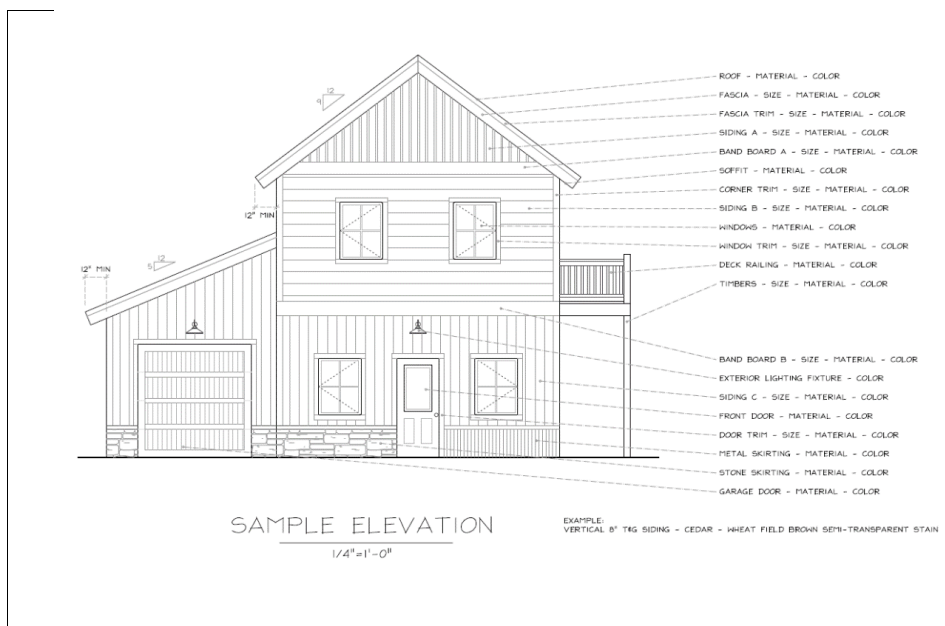 ROOF - MATERIAL - COLOR
FASCIA - SIZE - MATERIAL - COLOR
FASCIA TRIM - SIZE - MATERIAL - COLOR
SIDING A - SIZE - MATERIAL - COLOR
BAND BOARD A - SIZE - MATERIAL - COLOR
SOFFIT - MATERIAL - COLOR
CORNER TRIM - SIZE - MATERIAL - COLOR
SIDING B - SIZE - MATERIAL - COLOR
WINDOWS - MATERIAL - COLOR
WINDOW TRIM - SIZE - MATERIAL - COLOR
DECK RAILING - MATERIAL - COLOR
TIMBERS - SIZE - MATERIAL - COLOR
12
9
12" MIN
12
5
12" MIN
BAND BOARD B - SIZE - MATERIAL - COLOR
EXTERIOR LIGHTING FIXTURE - COLOR
SIDING C - SIZE - MATERIAL - COLOR
FRONT DOOR - MATERIAL - COLOR
DOOR TRIM - SIZE - MATERIAL - COLOR
METAL SKIRTING - MATERIAL - COLOR
STONE SKIRTING - MATERIAL - COLOR
GARAGE DOOR - MATERIAL - COLOR
SAMPLE ELEVATION
1/4"=1'-0"
EXAMPLE:
VERTICAL 8" T&G SIDING - CEDAR - WHEAT FIELD BROWN SEMI-TRANSPARENT STAIN